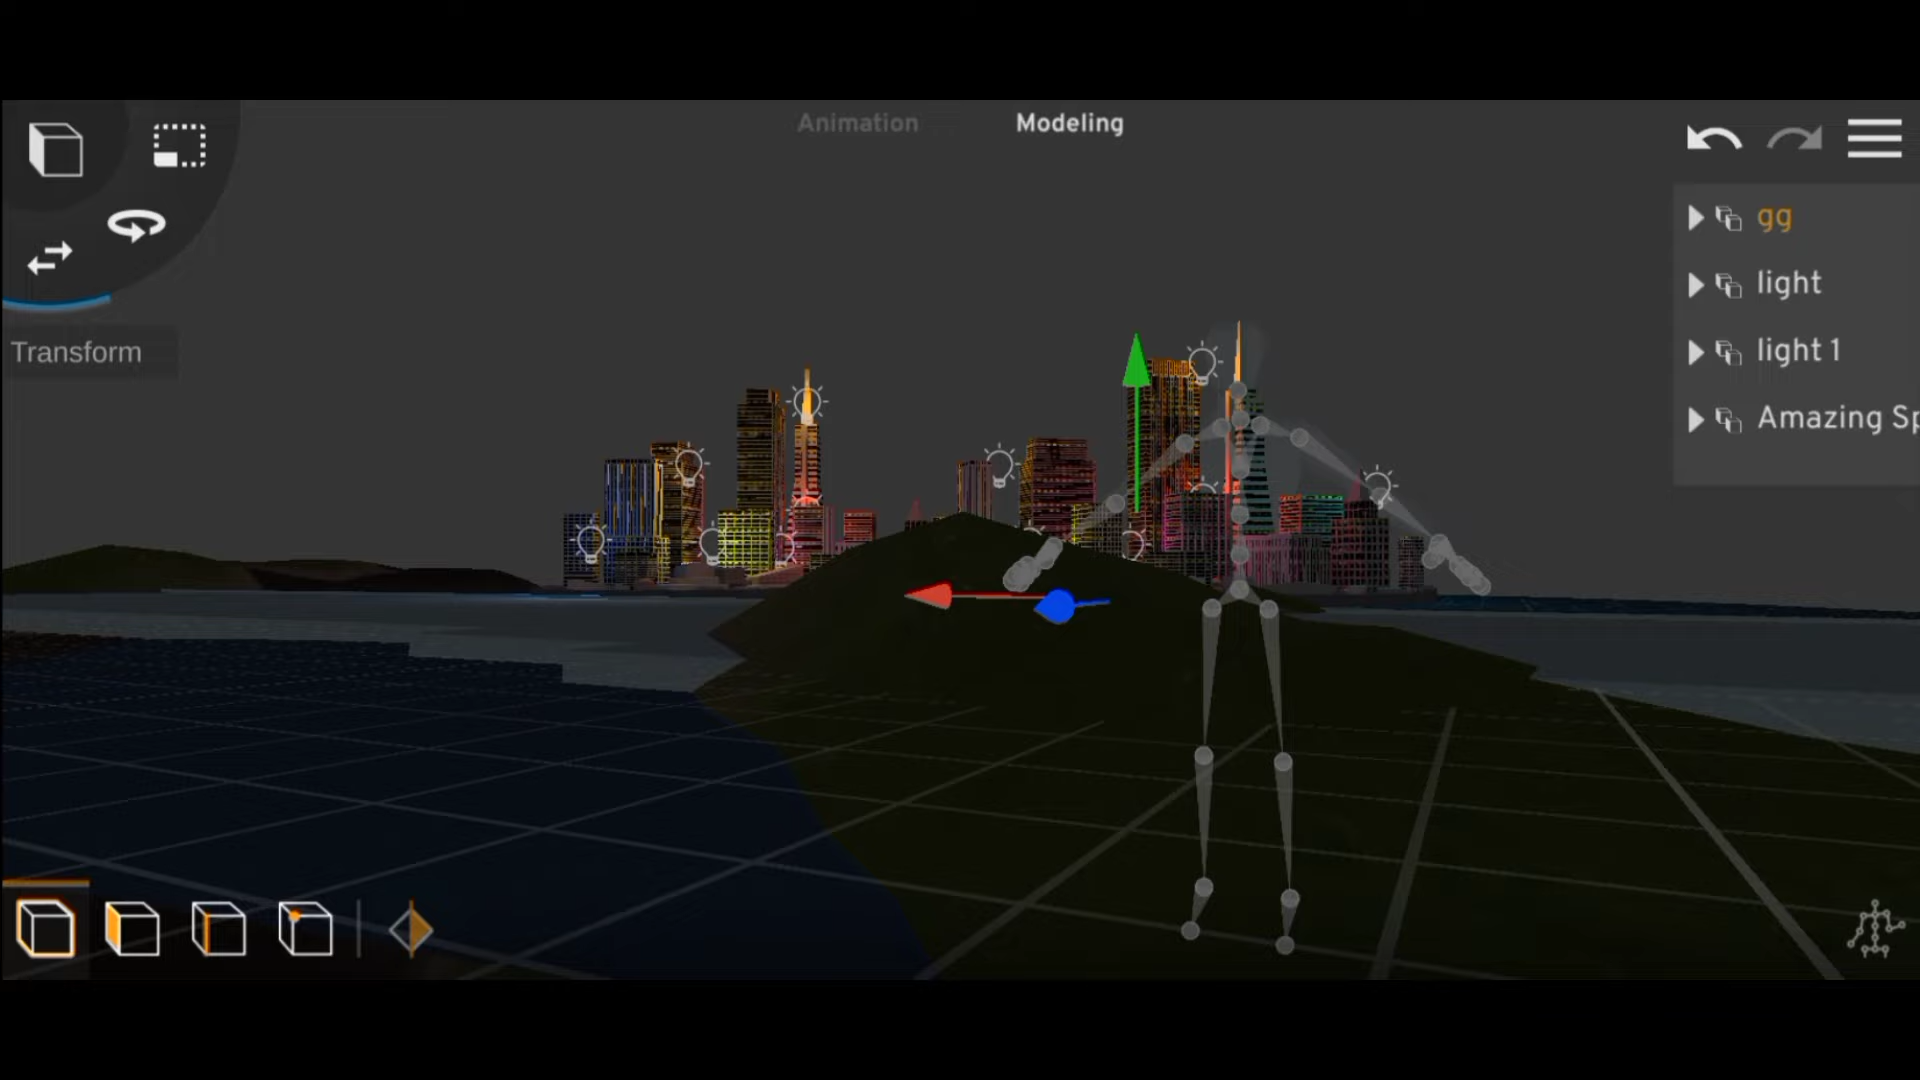 Animation Modeling
Transform
gg
light
light 1
Amazing Sp